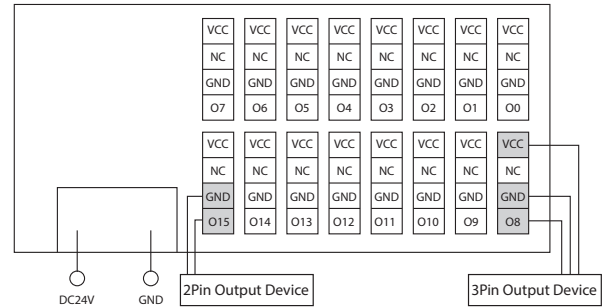 VCC VCC VCC VCC VCC VCC VCC VCC
NC NC NC NC NC NC NC NC
GND GND GND GND GND GND GND GND
O7 O6 O5 O4 O3 O2 O1 O0
VCC VCC VCC VCC VCC VCC VCC VCC
NC NC NC NC NC NC NC NC
GND GND GND GND GND GND GND GND
O15 O14 O13 O12 O11 O10 O9 O8
DC24V GND 2Pin Output Device 3Pin Output Device